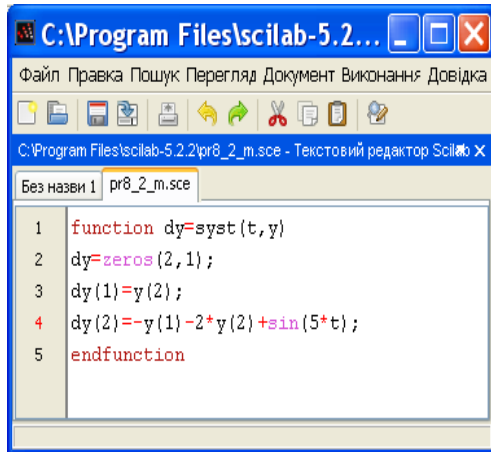 C:\Program Files\scilab-5.2...
Файл Правка Пошук Перегляд Документ Виконання Довідка
C:\Program Files\scilab-5.2.2\pr8_2_m.sce - Текстовий редактор Scilab
Без назви 1 pr8_2_m.sce
1 function dy=syst(t,y)
2 dy=zeros(2,1);
3 dy(1)=y(2);
4 dy(2)=-y(1)-2*y(2)+sin(5*t);
5 endfunction